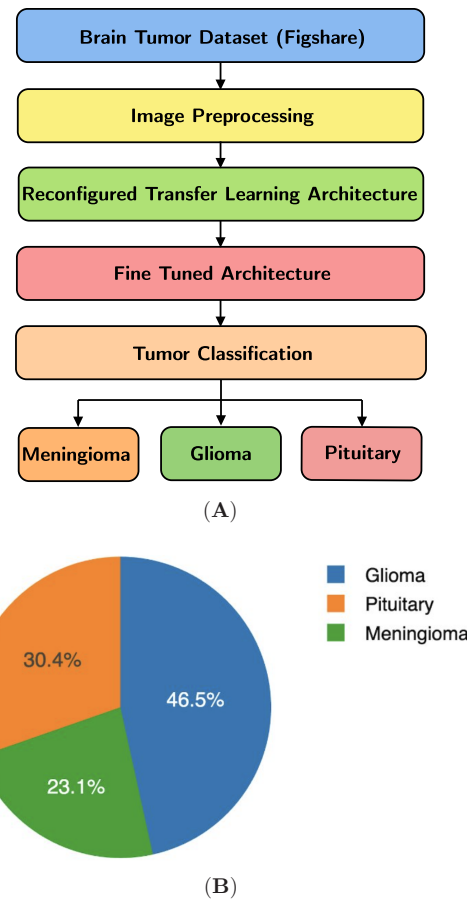 Brain Tumor Dataset (Figshare)
Image Preprocessing
Reconfigured Transfer Learning Architecture
Fine Tuned Architecture
Tumor Classification
Meningioma Glioma Pituitary
(A)
Glioma
Pituitary
Meningioma
30.4%
46.5%
23.1%
(B)